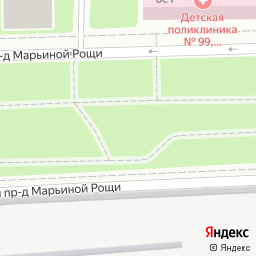 Детская
поликлиника
№ 99,...
-д Марьиной Рощи
пр-д Марьиной Рощи
Яндекс
© Яндекс